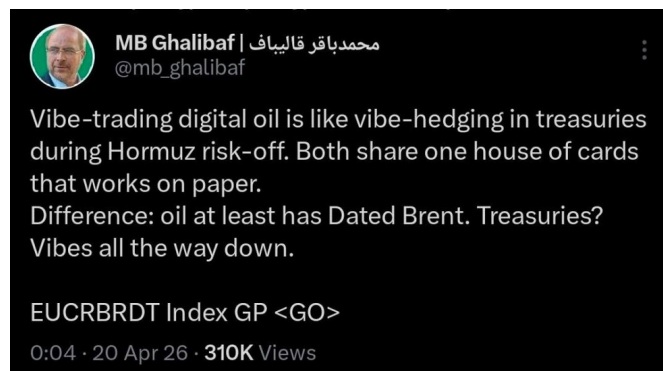 MB Ghalibaf | محمدباقر قالیباف
@mb_ghalibaf
Vibe-trading digital oil is like vibe-hedging in treasuries
during Hormuz risk-off. Both share one house of cards
that works on paper.
Difference: oil at least has Dated Brent. Treasuries?
Vibes all the way down.
EUCRBRDT Index GP <GO>
0:04 · 20 Apr 26 · 310K Views